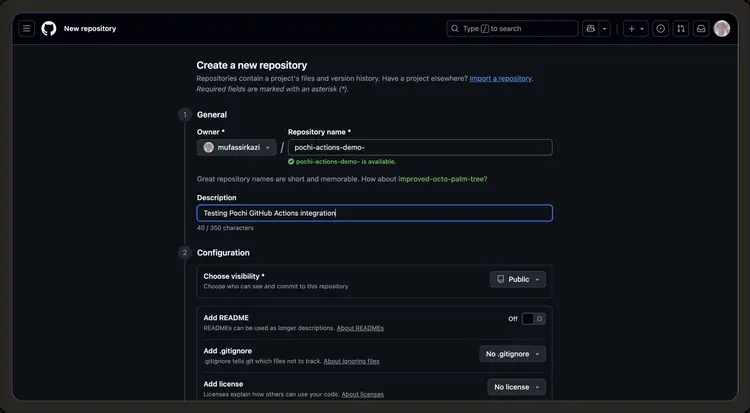 New repository
Type / to search
Create a new repository
Repositories contain a project's files and version history. Have a project elsewhere? Import a repository.
Required fields are marked with an asterisk (*).
1 General
Owner * Repository name *
mufassirkazi / pochi-actions-demo-
pochi-actions-demo- is available.
Great repository names are short and memorable. How about improved-octo-palm-tree?
Description
Testing Pochi GitHub Actions integration
40 / 350 characters
2 Configuration
Choose visibility * Public
Choose who can see and commit to this repository
Add README Off
READMEs can be used as longer descriptions. About READMEs
Add .gitignore No .gitignore
.gitignore tells git which files not to track. About ignoring files
Add license No license
Licenses explain how others can use your code. About licenses